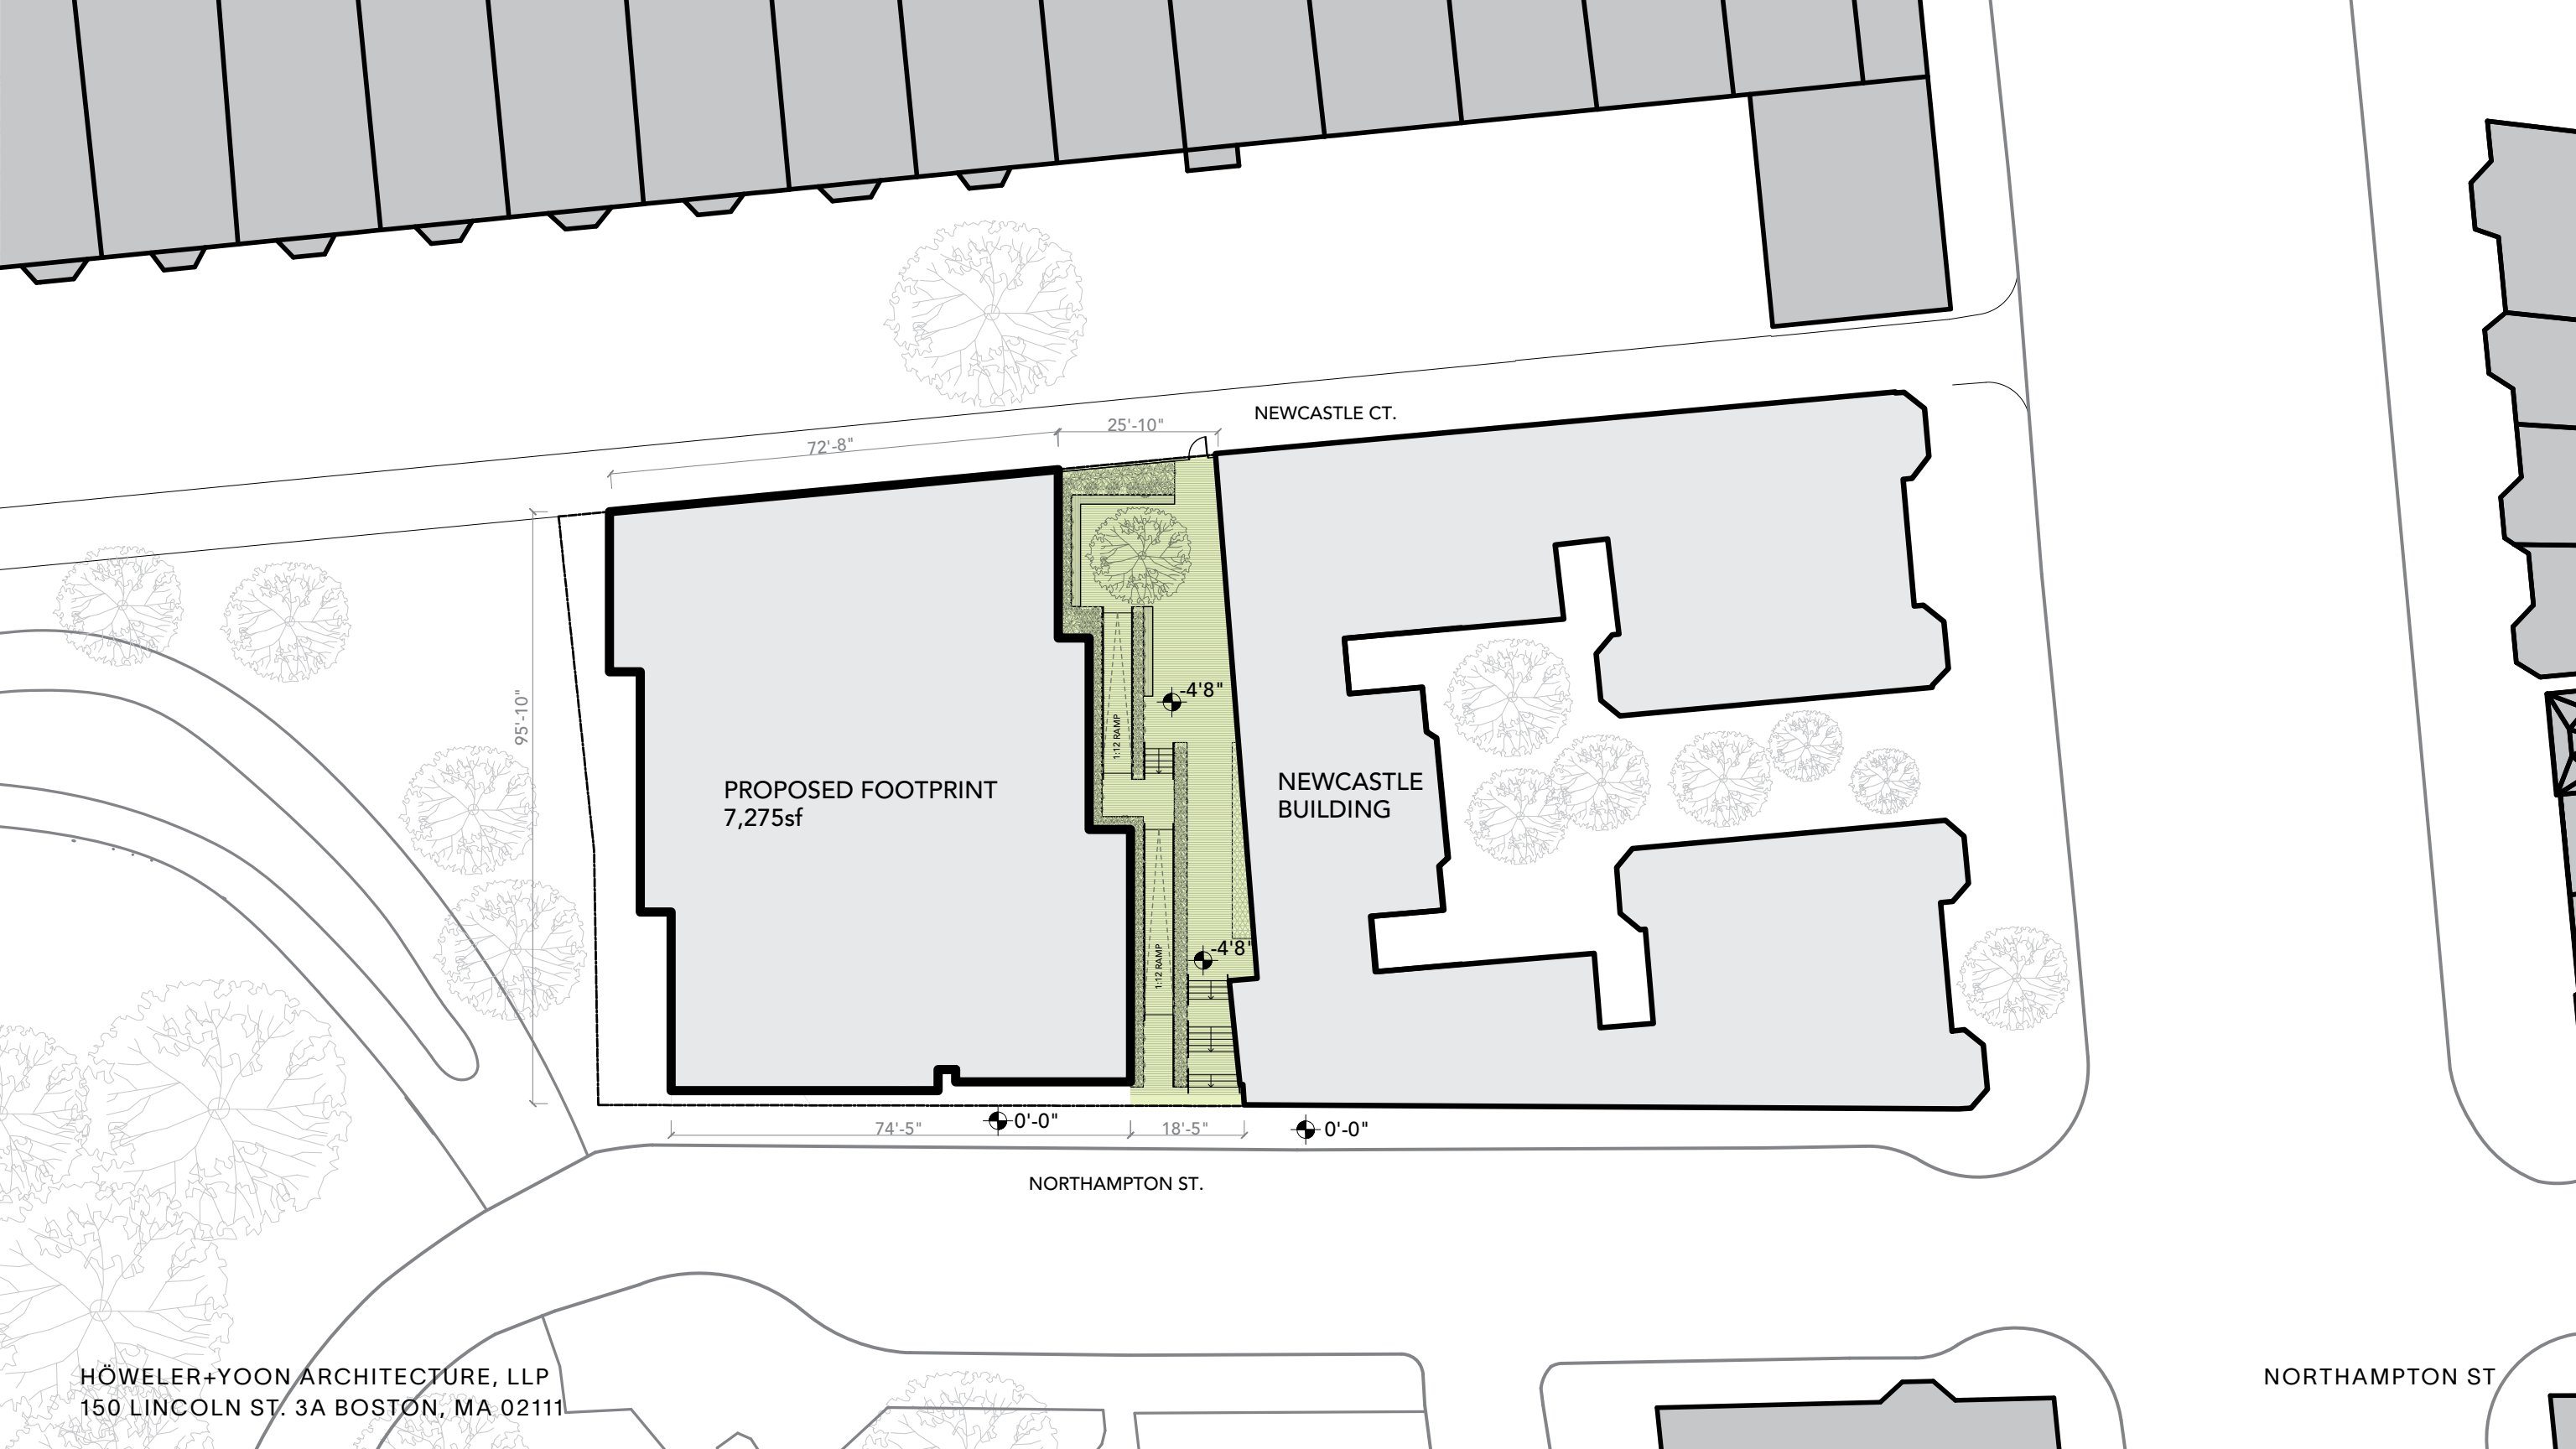 NEWCASTLE CT.
25'-10"
72'-8"
95'-10"
-4'8"
1:12 RAMP
PROPOSED FOOTPRINT
7,275sf
NEWCASTLE
BUILDING
-4'8"
1:12 RAMP
0'-0"
0'-0"
74'-5"
18'-5"
NORTHAMPTON ST.
HÖWELER+YOON ARCHITECTURE, LLP
150 LINCOLN ST. 3A BOSTON, MA 02111
NORTHAMPTON ST